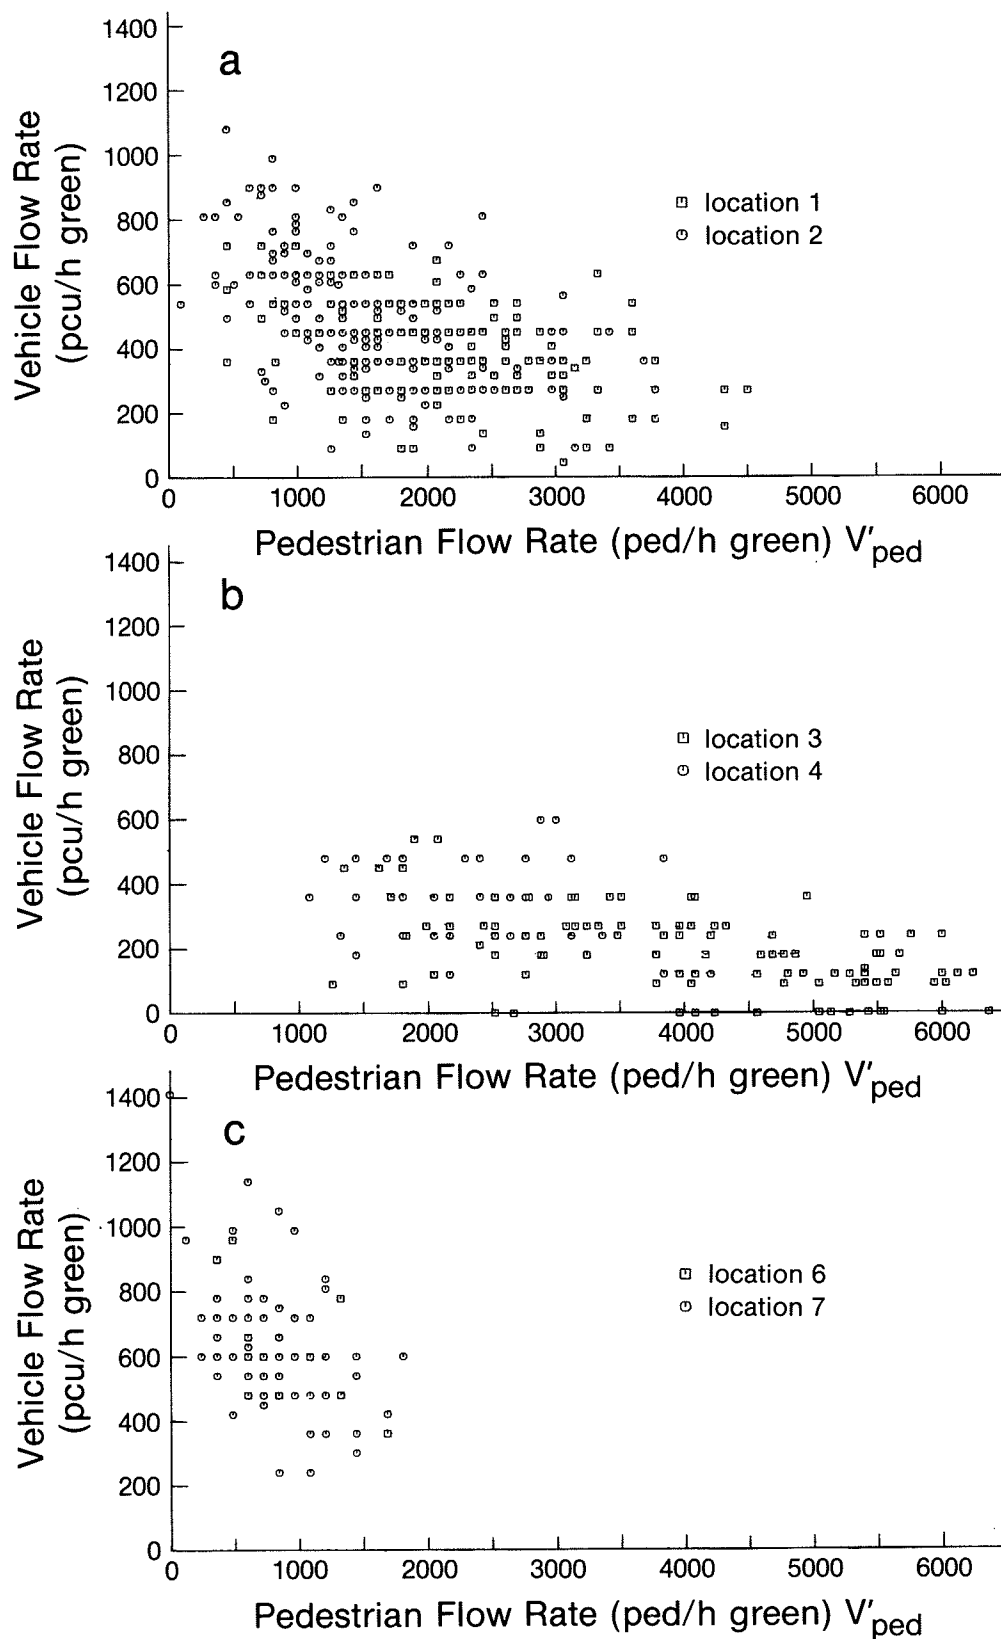 a
Vehicle Flow Rate
(pcu/h green)
1400
1200
1000
800
600
400
200
0
location 1
location 2
0 1000 2000 3000 4000 5000 6000
Pedestrian Flow Rate (ped/h green) V'ped
b
Vehicle Flow Rate
(pcu/h green)
1400
1200
1000
800
600
400
200
0
location 3
location 4
0 1000 2000 3000 4000 5000 6000
Pedestrian Flow Rate (ped/h green) V'ped
c
Vehicle Flow Rate
(pcu/h green)
1400
1200
1000
800
600
400
200
0
location 6
location 7
0 1000 2000 3000 4000 5000 6000
Pedestrian Flow Rate (ped/h green) V'ped